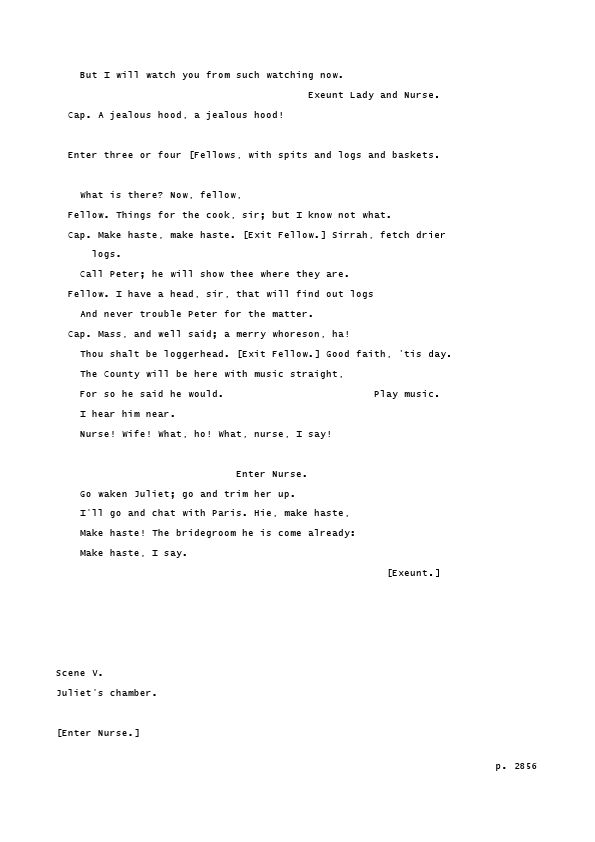 But I will watch you from such watching now.
Exeunt Lady and Nurse.
Cap. A jealous hood, a jealous hood!
Enter three or four [Fellows, with spits and logs and baskets.
What is there? Now, fellow,
Fellow. Things for the cook, sir; but I know not what.
Cap. Make haste, make haste. [Exit Fellow.] Sirrah, fetch drier
logs.
Call Peter; he will show thee where they are.
Fellow. I have a head, sir, that will find out logs
And never trouble Peter for the matter.
Cap. Mass, and well said; a merry whoreson, ha!
Thou shalt be loggerhead. [Exit Fellow.] Good faith, 'tis day.
The County will be here with music straight,
For so he said he would. Play music.
I hear him near.
Nurse! Wife! What, ho! What, nurse, I say!
Enter Nurse.
Go waken Juliet; go and trim her up.
I'll go and chat with Paris. Hie, make haste,
Make haste! The bridegroom he is come already:
Make haste, I say.
[Exeunt.]
Scene V.
Juliet's chamber.
[Enter Nurse.]
p. 2856